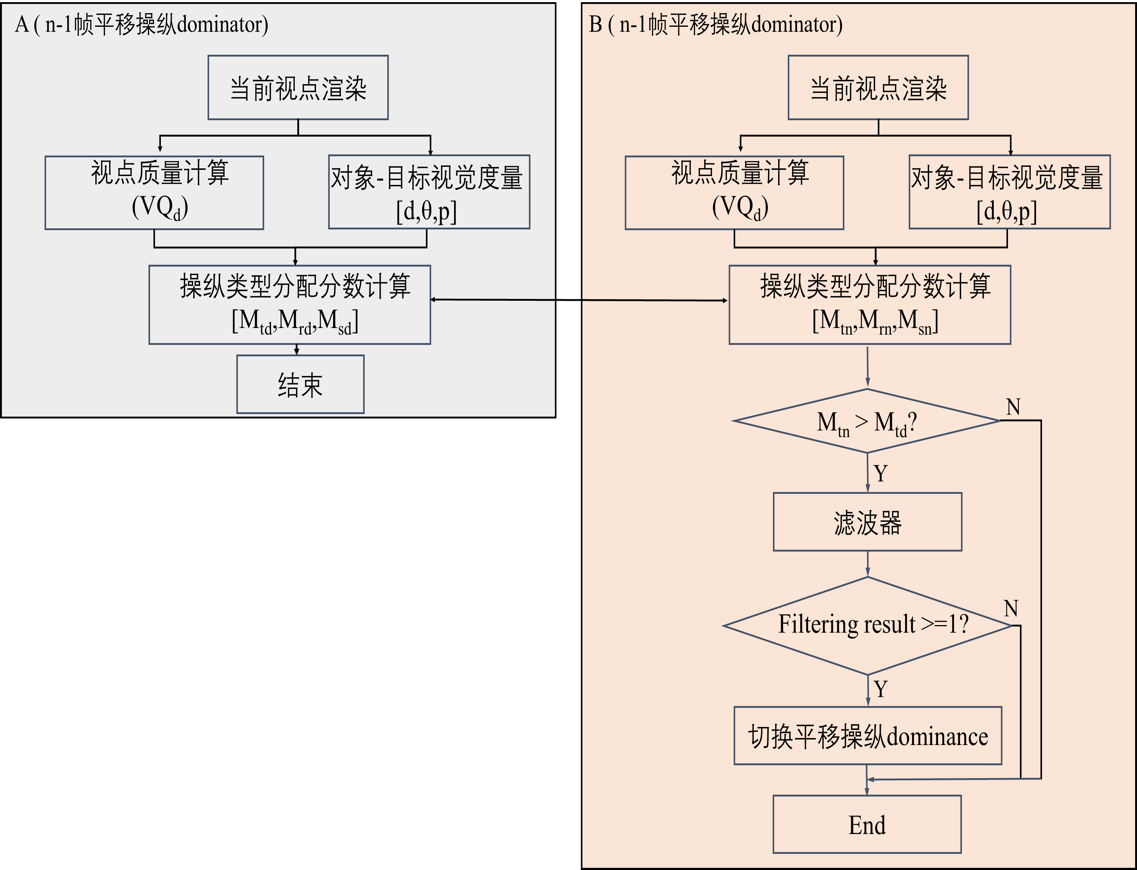 A ( n-1帧平移操纵dominator)
当前视点渲染
视点质量计算
(VQd)
对象-目标视觉度量
[d,θ,p]
操纵类型分配分数计算
[Mtd,Mrd,Msd]
结束
B ( n-1帧平移操纵dominator)
当前视点渲染
视点质量计算
(VQd)
对象-目标视觉度量
[d,θ,p]
操纵类型分配分数计算
[Mtn,Mrn,Msn]
Mtn > Mtd?
N
Y
滤波器
Filtering result >=1?
N
Y
切换平移操纵dominance
End